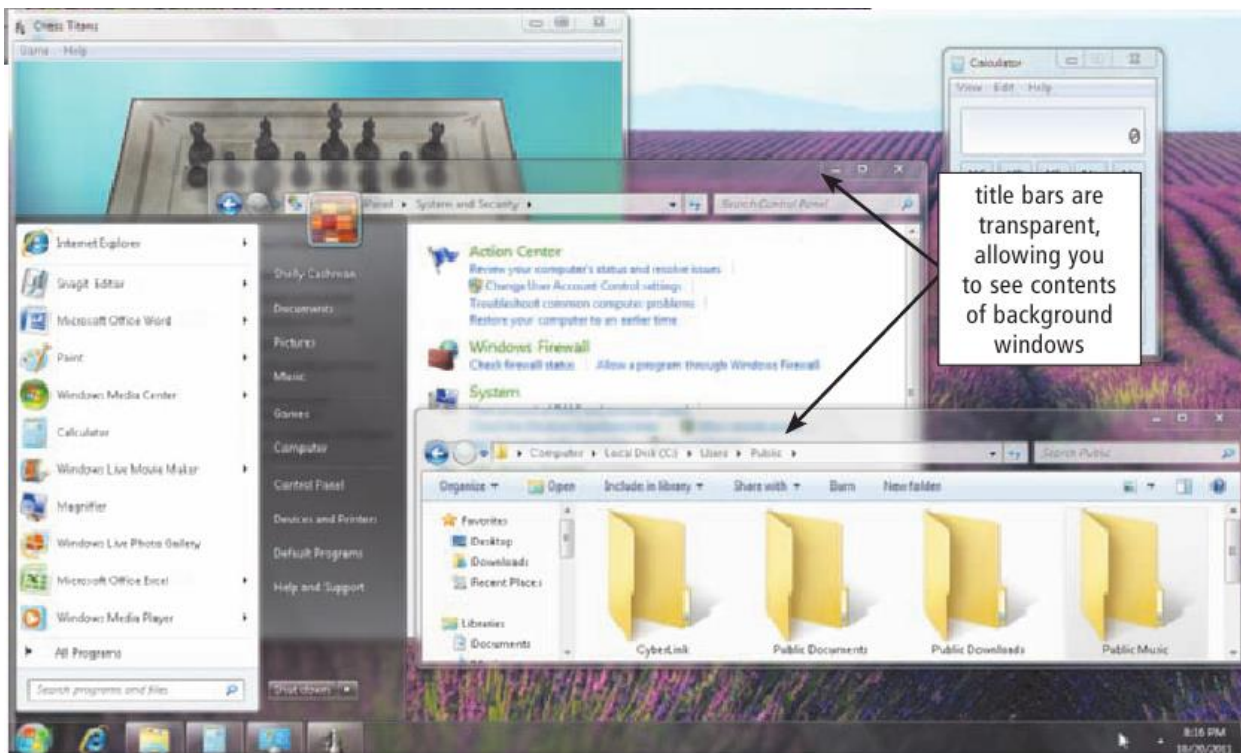 Chess Titans
Game Help
Calculator
View Edit Help
0
title bars are
transparent,
allowing you
to see contents
of background
windows
Panel ▸ System and Security ▸
Search Control Panel
Action Center
Review your computer's status and resolve issues
Change User Account Control settings
Troubleshoot common computer problems
Restore your computer to an earlier time
Windows Firewall
Check firewall status
Allow a program through Windows Firewall
System
Internet Explorer
Snagit Editor
Microsoft Office Word
Paint
Windows Media Center
Calculator
Windows Live Movie Maker
Magnifier
Windows Live Photo Gallery
Microsoft Office Excel
Windows Media Player
All Programs
Search programs and files
Shelly Cashman
Documents
Pictures
Music
Games
Computer
Control Panel
Devices and Printers
Default Programs
Help and Support
Shut down
Computer ▸ Local Disk (C:) ▸ Users ▸ Public ▸
Search Public
Organize Open Include in library Share with Burn New folder
Favorites
Desktop
Downloads
Recent Places
Libraries
Documents
CyberLink
Public Documents
Public Downloads
Public Music
8:16 PM
10/20/2011